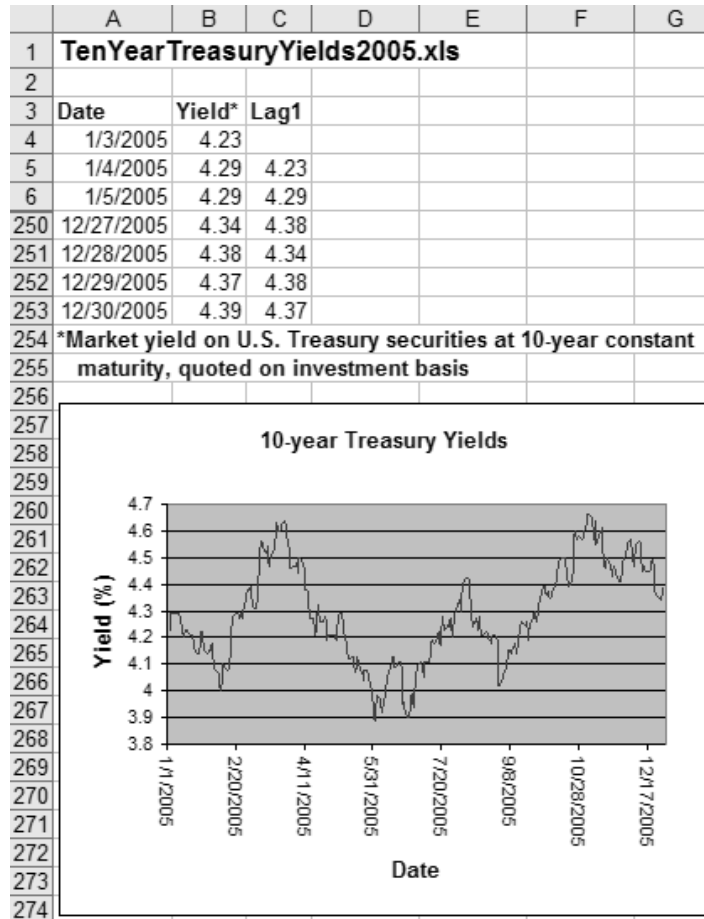 A B C D E F G
1 TenYearTreasuryYields2005.xls
2
3 Date Yield* Lag1
4 1/3/2005 4.23
5 1/4/2005 4.29 4.23
6 1/5/2005 4.29 4.29
250 12/27/2005 4.34 4.38
251 12/28/2005 4.38 4.34
252 12/29/2005 4.37 4.38
253 12/30/2005 4.39 4.37
254 *Market yield on U.S. Treasury securities at 10-year constant
255 maturity, quoted on investment basis
256
257
258
259
260
261
262
263
264
265
266
267
268
269
270
271
272
273
274
10-year Treasury Yields
Yield (%)
4.7
4.6
4.5
4.4
4.3
4.2
4.1
4
3.9
3.8
1/1/2005 2/20/2005 4/11/2005 5/31/2005 7/20/2005 9/8/2005 10/28/2005 12/17/2005
Date